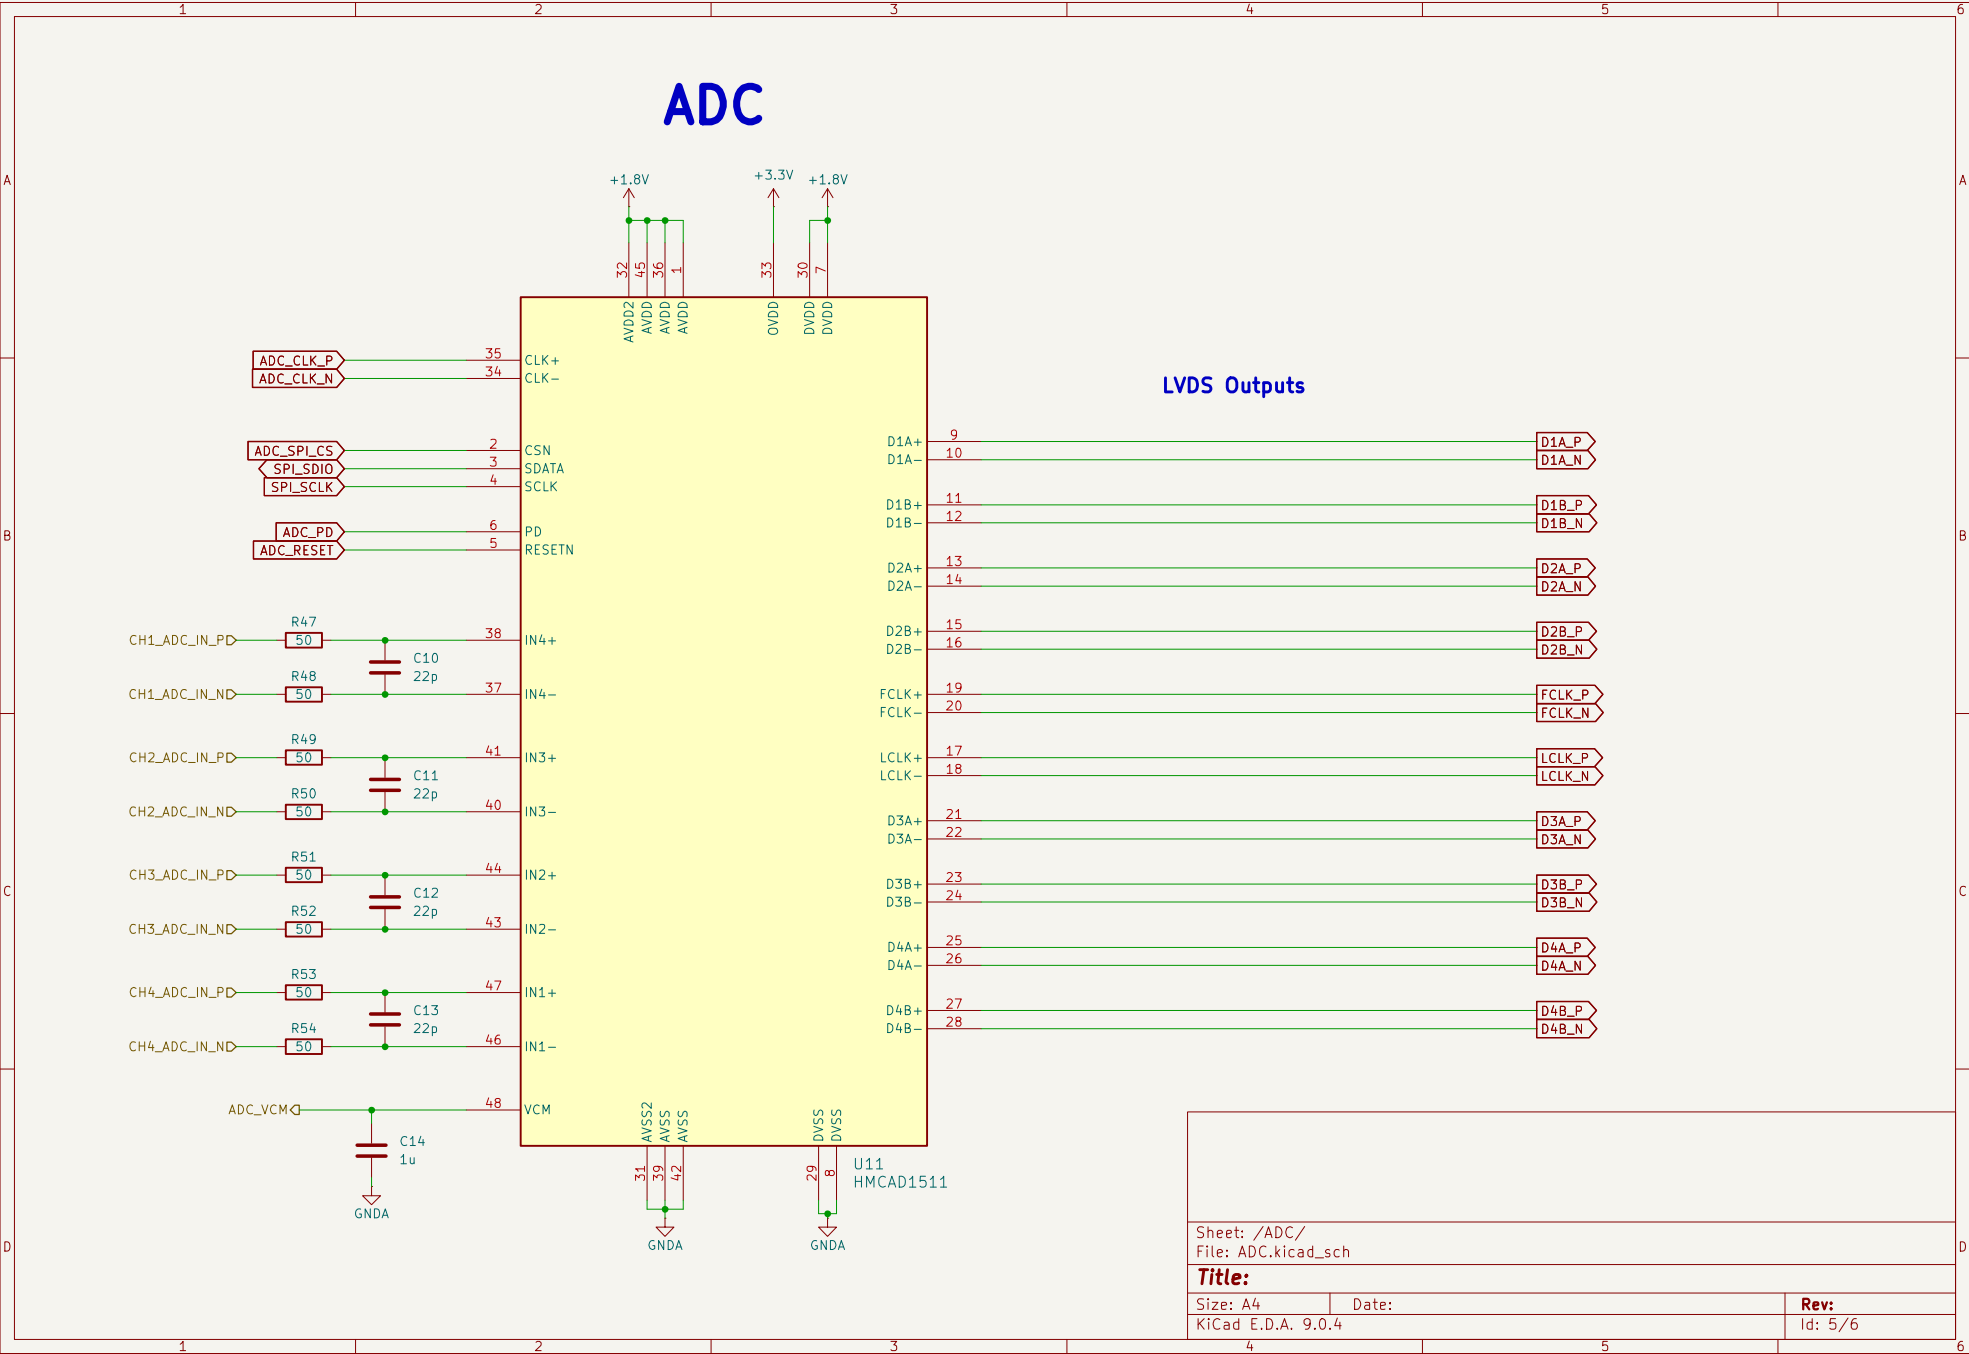 1 2 3 4 5 6
ADC
A A
+1.8V +3.3V +1.8V
32 45 36 1 33 30 7
AVDD2 AVDD AVDD AVDD OVDD DVDD DVDD
ADC_CLK_P 35 CLK+
ADC_CLK_N 34 CLK-
LVDS Outputs
ADC_SPI_CS 2 CSN
SPI_SDIO 3 SDATA
SPI_SCLK 4 SCLK
B B
ADC_PD 6 PD
ADC_RESET 5 RESETN
D1A+ 9 D1A_P
D1A- 10 D1A_N
D1B+ 11 D1B_P
D1B- 12 D1B_N
D2A+ 13 D2A_P
D2A- 14 D2A_N
D2B+ 15 D2B_P
D2B- 16 D2B_N
FCLK+ 19 FCLK_P
FCLK- 20 FCLK_N
LCLK+ 17 LCLK_P
LCLK- 18 LCLK_N
D3A+ 21 D3A_P
D3A- 22 D3A_N
D3B+ 23 D3B_P
D3B- 24 D3B_N
D4A+ 25 D4A_P
D4A- 26 D4A_N
D4B+ 27 D4B_P
D4B- 28 D4B_N
R47
CH1_ADC_IN_P 50 38 IN4+
C10
22p
R48
CH1_ADC_IN_N 50 37 IN4-
R49
CH2_ADC_IN_P 50 41 IN3+
C11
22p
R50
CH2_ADC_IN_N 50 40 IN3-
R51
CH3_ADC_IN_P 50 44 IN2+
C C
C12
22p
R52
CH3_ADC_IN_N 50 43 IN2-
R53
CH4_ADC_IN_P 50 47 IN1+
C13
22p
R54
CH4_ADC_IN_N 50 46 IN1-
ADC_VCM 48 VCM
C14
1u
GNDA
AVSS2 AVSS AVSS DVSS DVSS
31 39 42 29 8
U11
HMCAD1511
GNDA GNDA
D D
Sheet: /ADC/
File: ADC.kicad_sch
Title:
Size: A4 Date: Rev:
KiCad E.D.A. 9.0.4 Id: 5/6
1 2 3 4 5 6